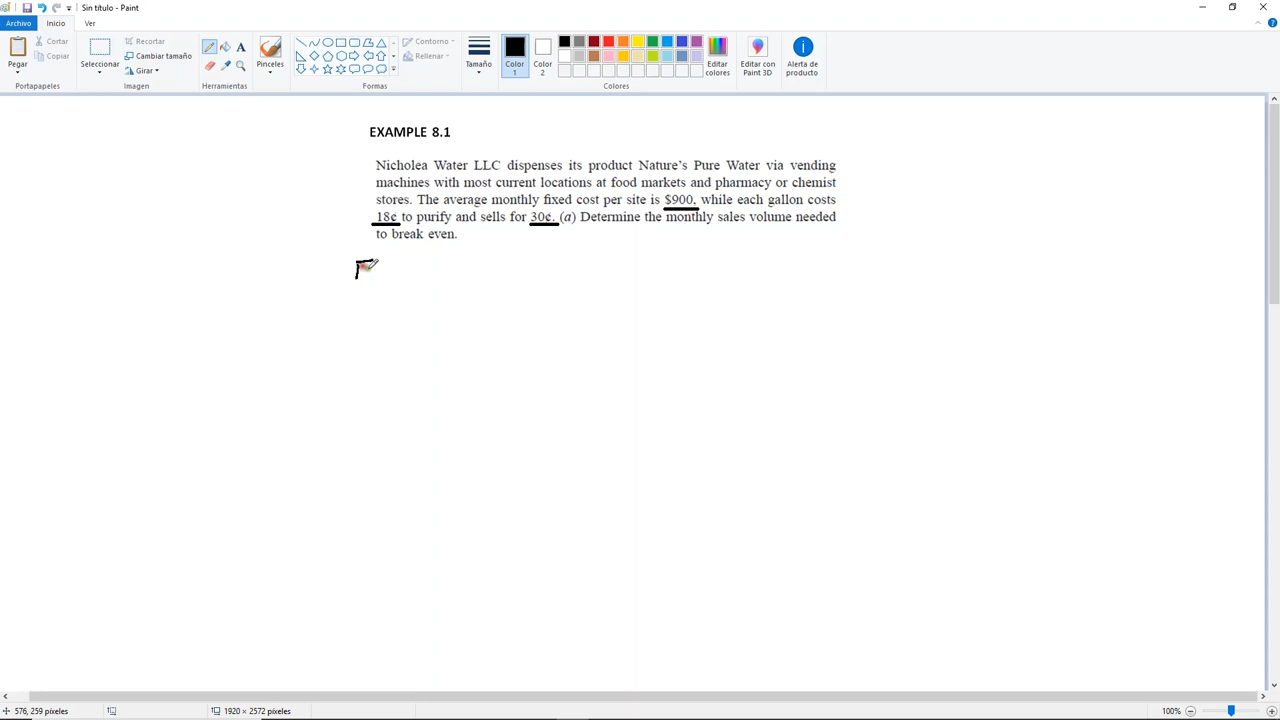 Sin título - Paint
Archivo Inicio Ver
Pegar
Cortar
Copiar
Portapapeles
Seleccionar
Recortar
Cambiar tamaño
Girar
Imagen
A
Herramientas
Pinceles
Contorno
Rellenar
Formas
Tamaño
Color 1
Color 2
Editar colores
Colores
Editar con Paint 3D
Alerta de producto
EXAMPLE 8.1
Nicholea Water LLC dispenses its product Nature's Pure Water via vending
machines with most current locations at food markets and pharmacy or chemist
stores. The average monthly fixed cost per site is $900, while each gallon costs
18¢ to purify and sells for 30¢. (a) Determine the monthly sales volume needed
to break even.
576, 259 píxeles 1920 × 2572 píxeles 100%